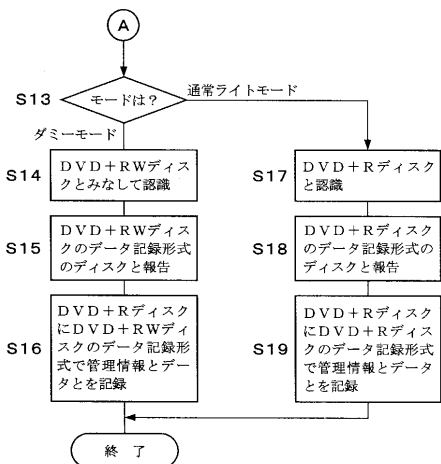 A
S13
モードは？
通常ライトモード
ダミーモード
S14
ＤＶＤ＋ＲＷディスク
とみなして認識
S17
ＤＶＤ＋Ｒディスク
と認識
S15
ＤＶＤ＋ＲＷディス
クのデータ記録形式
のディスクと報告
S18
ＤＶＤ＋Ｒディスク
のデータ記録形式の
ディスクと報告
S16
ＤＶＤ＋Ｒディスク
にＤＶＤ＋ＲＷディ
スクのデータ記録形
式で管理情報とデー
タとを記録
S19
ＤＶＤ＋Ｒディスク
にＤＶＤ＋Ｒディス
クのデータ記録形式
で管理情報とデータ
とを記録
終 了